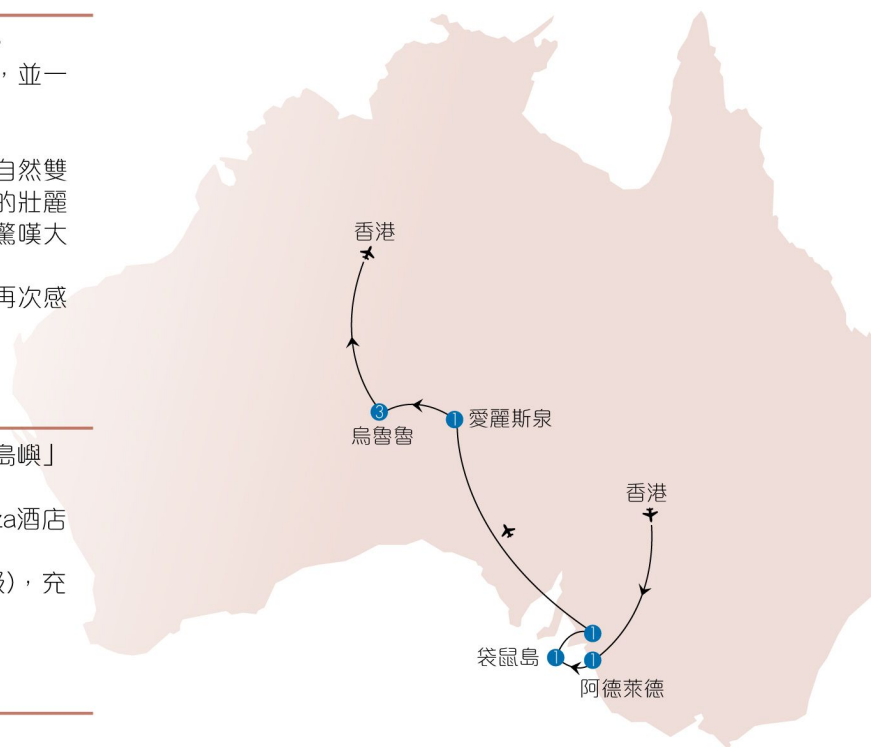 ，並一
自然雙
的壯麗
驚嘆大
再次感
島嶼」
za酒店
級)，充
香港
3
烏魯魯
1
愛麗斯泉
香港
1
袋鼠島
1
1
阿德萊德